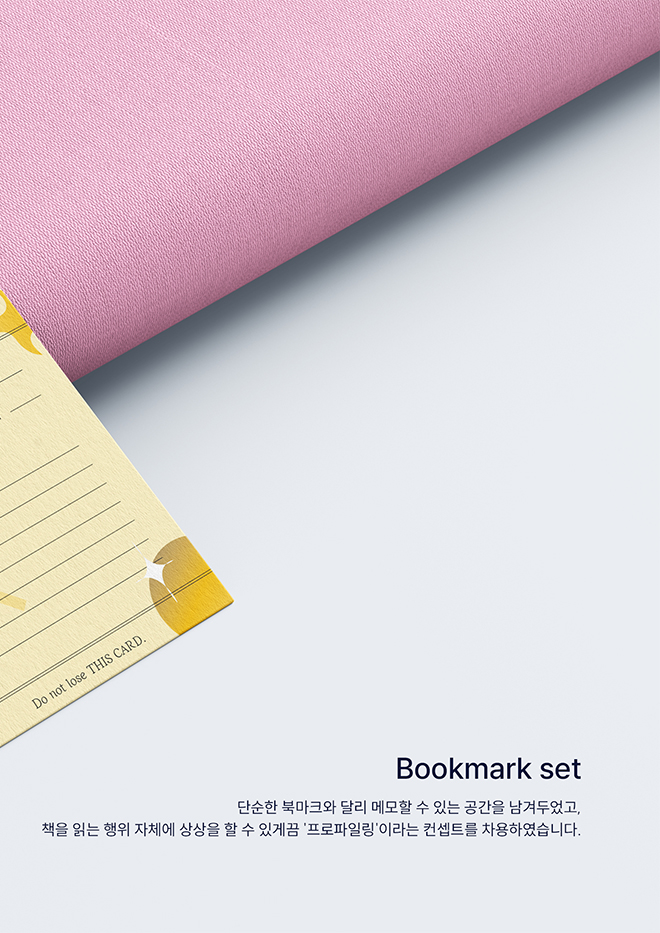 Do not lose THIS CARD.
Bookmark set
단순한 북마크와 달리 메모할 수 있는 공간을 남겨두었고,
책을 읽는 행위 자체에 상상을 할 수 있게끔 '프로파일링'이라는 컨셉트를 차용하였습니다.